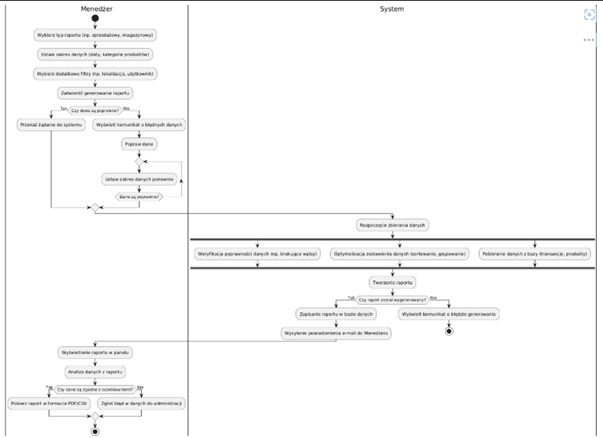 Menedżer
System
Wybierz typ raportu (np. sprzedażowy, magazynowy)
Ustaw zakres danych (daty, kategorie produktów)
Wybierz dodatkowe filtry (np. lokalizacja, użytkownik)
Zatwierdź generowanie raportu
Tak
Czy dane są poprawne?
Nie
Przekaż żądanie do systemu
Wyświetl komunikat o błędnych danych
Popraw dane
Ustaw zakres danych ponownie
Dane są poprawne?
Rozpoczęcie zbierania danych
Weryfikacja poprawności danych (np. brakujące wpisy)
Optymalizacja zestawienia danych (sortowanie, grupowanie)
Pobieranie danych z bazy (transakcje, produkty)
Tworzenie raportu
Tak
Czy raport został wygenerowany?
Nie
Zapisanie raportu w bazie danych
Wyświetl komunikat o błędzie generowania
Wysyłanie powiadomienia e-mail do Menedżera
Wyświetlenie raportu w panelu
Analiza danych z raportu
Tak
Czy dane są zgodne z oczekiwaniami?
Nie
Pobierz raport w formacie PDF/CSV
Zgłoś błąd w danych do administracji